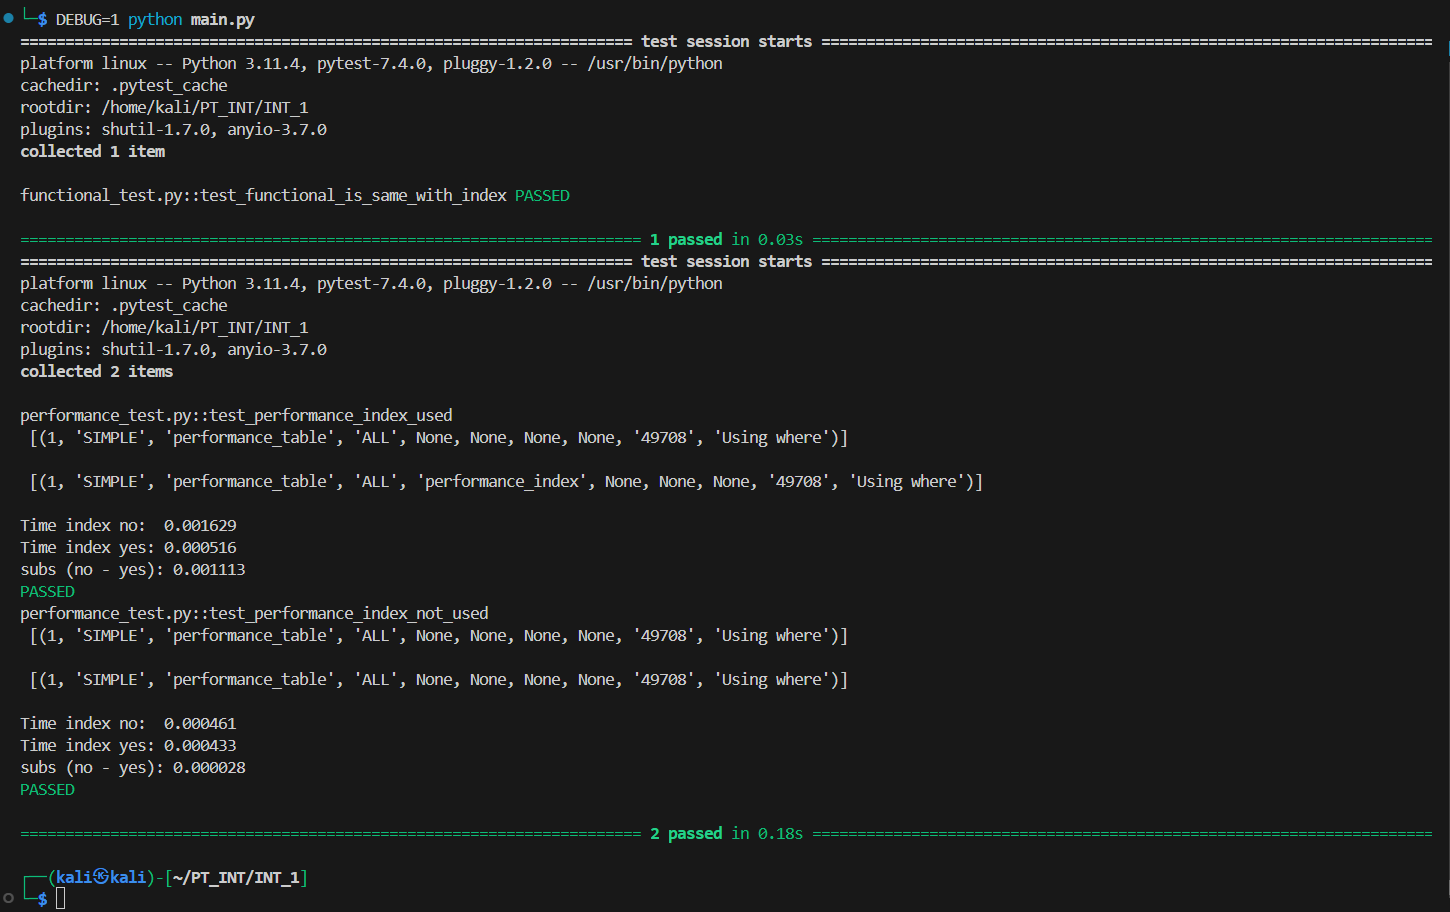 └─$ DEBUG=1 python main.py
==================================================================== test session starts ====================================================================
platform linux -- Python 3.11.4, pytest-7.4.0, pluggy-1.2.0 -- /usr/bin/python
cachedir: .pytest_cache
rootdir: /home/kali/PT_INT/INT_1
plugins: shutil-1.7.0, anyio-3.7.0
collected 1 item
functional_test.py::test_functional_is_same_with_index PASSED
===================================================================== 1 passed in 0.03s =====================================================================
==================================================================== test session starts ====================================================================
platform linux -- Python 3.11.4, pytest-7.4.0, pluggy-1.2.0 -- /usr/bin/python
cachedir: .pytest_cache
rootdir: /home/kali/PT_INT/INT_1
plugins: shutil-1.7.0, anyio-3.7.0
collected 2 items
performance_test.py::test_performance_index_used
[(1, 'SIMPLE', 'performance_table', 'ALL', None, None, None, None, '49708', 'Using where')]
[(1, 'SIMPLE', 'performance_table', 'ALL', 'performance_index', None, None, None, '49708', 'Using where')]
Time index no:  0.001629
Time index yes: 0.000516
subs (no - yes): 0.001113
PASSED
performance_test.py::test_performance_index_not_used
[(1, 'SIMPLE', 'performance_table', 'ALL', None, None, None, None, '49708', 'Using where')]
[(1, 'SIMPLE', 'performance_table', 'ALL', None, None, None, None, '49708', 'Using where')]
Time index no:  0.000461
Time index yes: 0.000433
subs (no - yes): 0.000028
PASSED
===================================================================== 2 passed in 0.18s =====================================================================
┌──(kali㉿kali)-[~/PT_INT/INT_1]
└─$